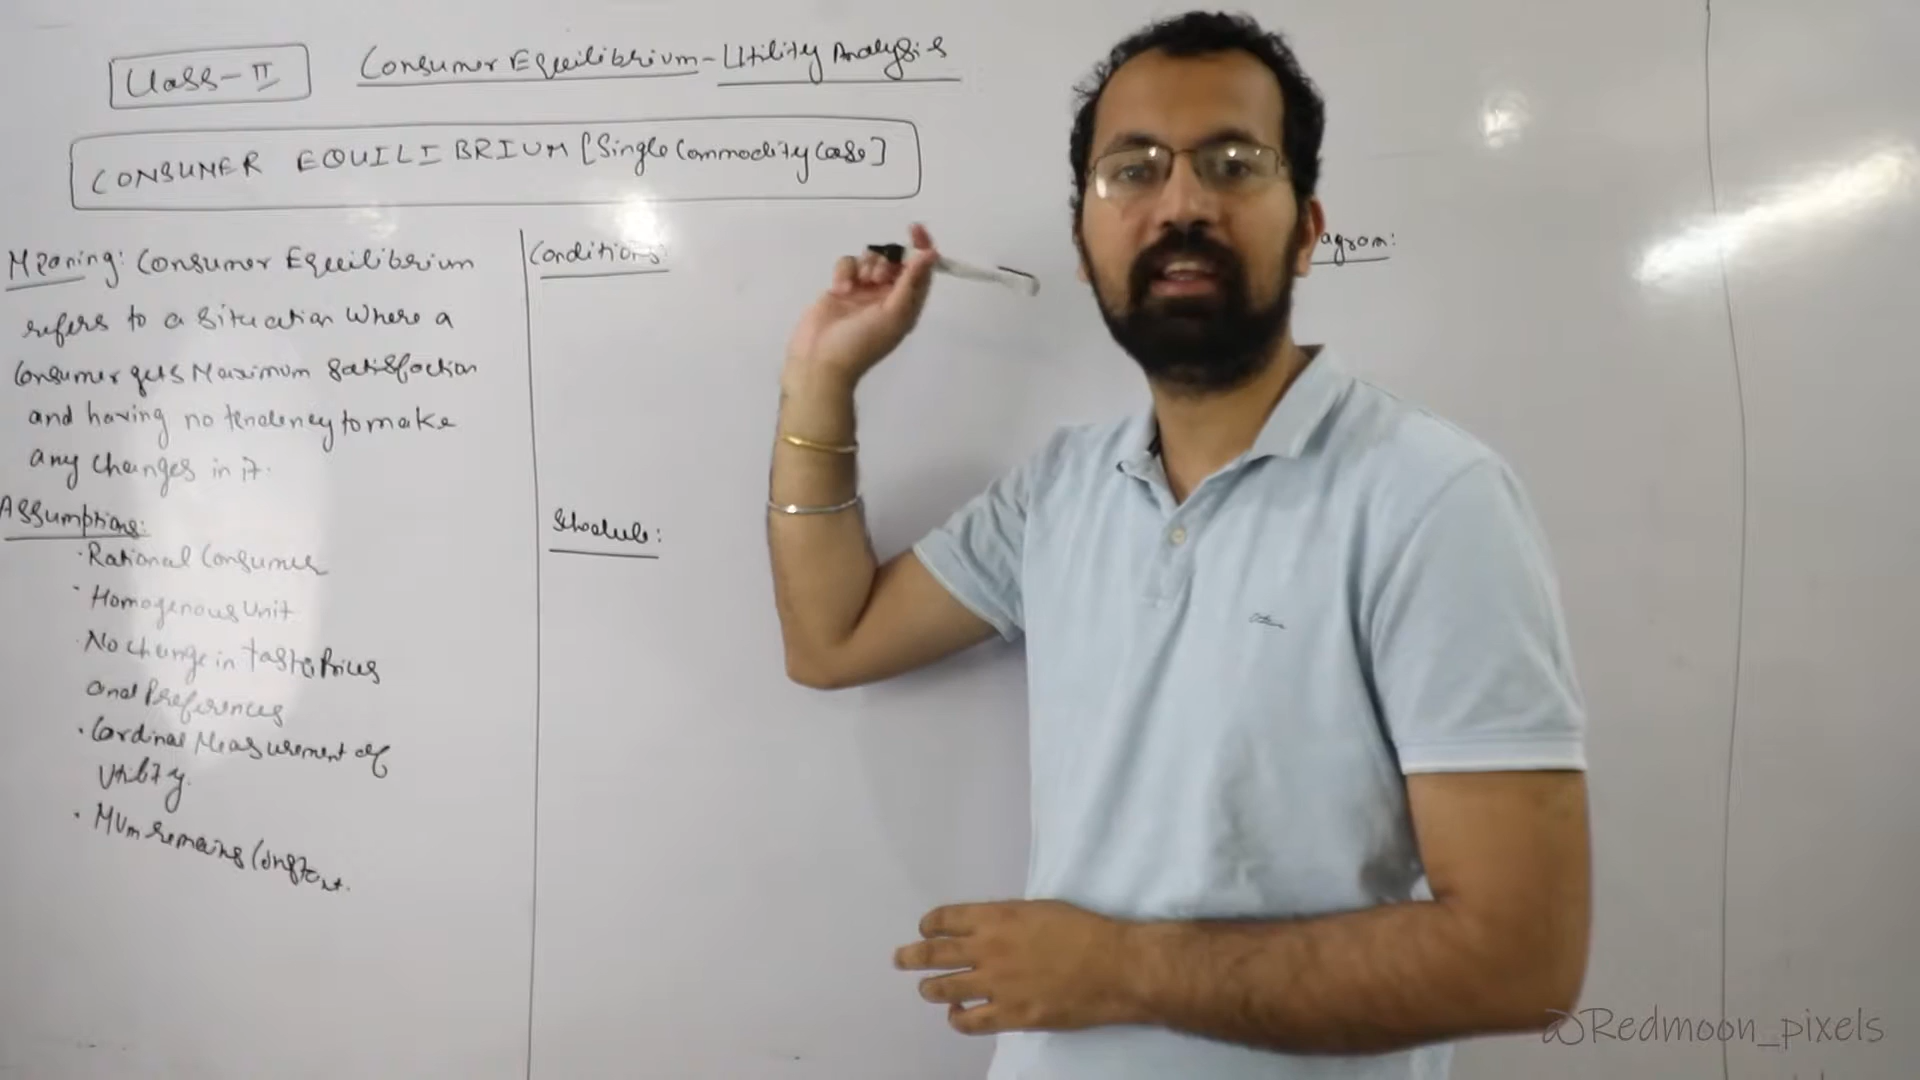 Class-II
Consumer Equilibrium-Utility Analysis
CONSUMER EQUILIBRIUM [Single Commodity Case]
Meaning: Consumer Equilibrium
refers to a situation where a
Consumer gets Maximum Satisfaction
and having no tendency to make
any changes in it.
Assumptions:
· Rational Consumer
· Homogenous Unit
· No change in taste Prices
and Preferences
· Cardinal Measurement of
Utility.
· MUm remains Constant.
Conditions:
Schedule:
agram:
@Redmoon_pixels